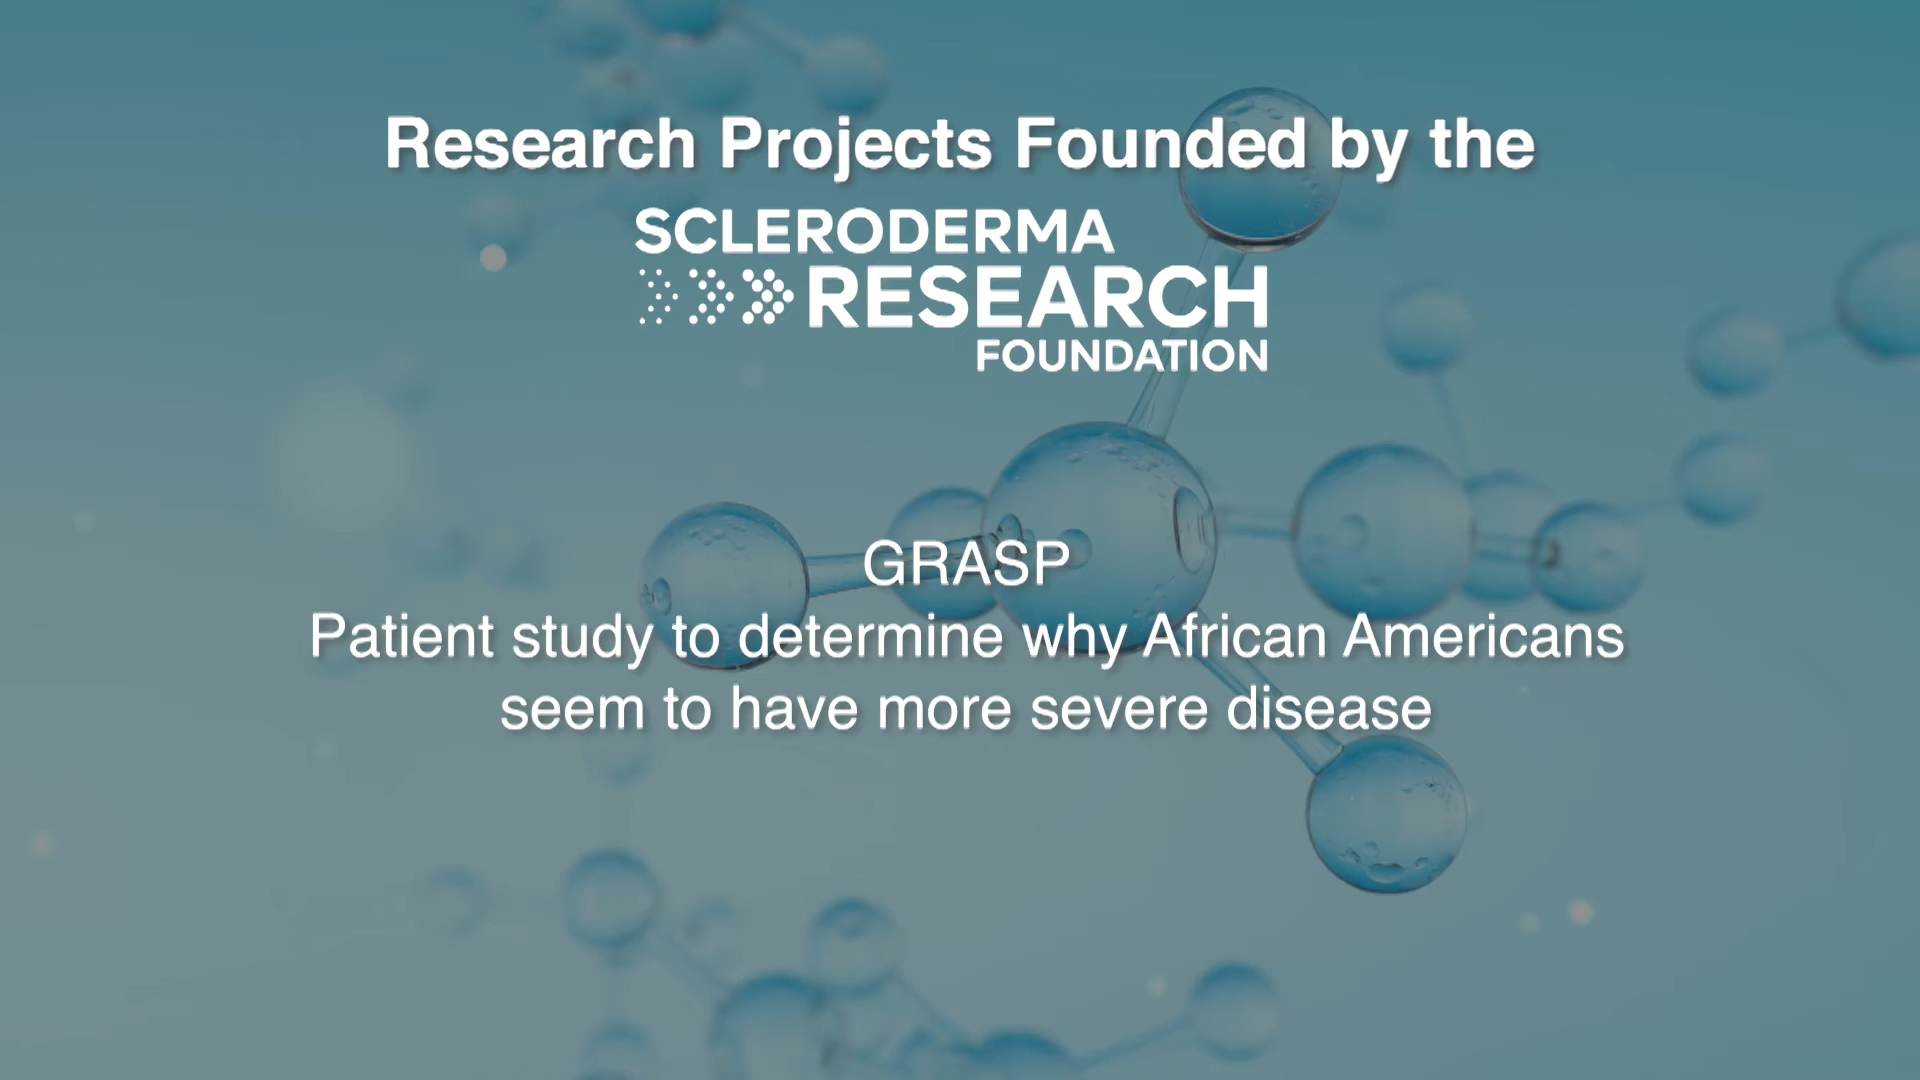 Research Projects Founded by the
SCLERODERMA
RESEARCH
FOUNDATION
GRASP
Patient study to determine why African Americans
seem to have more severe disease